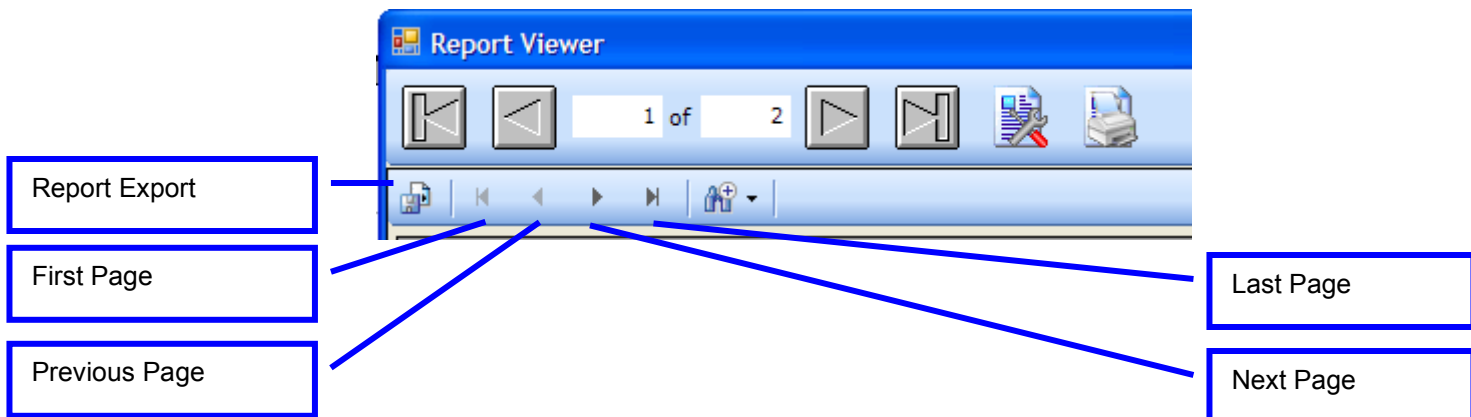 Report Viewer
1 of 2
Report Export
First Page
Last Page
Previous Page
Next Page